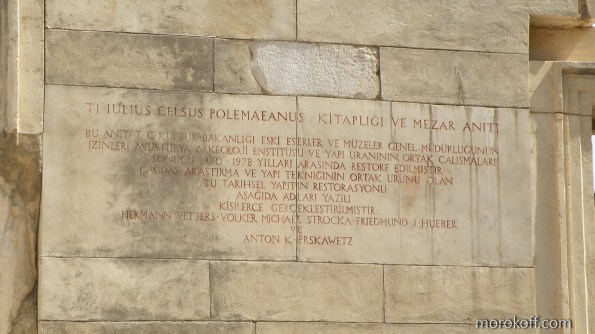 TI IULIUS CELSUS POLEMAEANUS KITAPLIĞI VE MEZAR ANITI
BU ANIT T.C. KÜLTÜR BAKANLIĞI ESKİ ESERLER VE MÜZELER GENEL MÜDÜRLÜĞÜNÜN
İZİNLERİ AVUSTURYA ARKEOLOJİ ENSTİTÜSÜ VE YAPI URANININ ORTAK ÇALIŞMALARI
SONUCU 1970-1978 YILLARI ARASINDA RESTORE EDİLMİŞTİR
ÇAĞDAŞ ARAŞTIRMA VE YAPI TEKNİĞİNİN ORTAK ÜRÜNÜ OLAN
BU TARİHSEL YAPITIN RESTORASYONU
AŞAĞIDA ADLARI YAZILI
KİŞİLERCE GERÇEKLEŞTİRİLMİŞTİR
HERMANN VETTERS-VOLKER MICHAEL STROCKA-FRIEDMUND J HUEBER
VE
ANTON K
morokoff.com